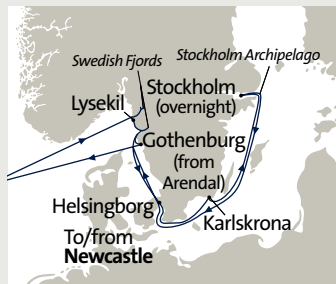 Swedish Fjords
Stockholm Archipelago
Stockholm
(overnight)
Lysekil
Gothenburg
(from
Arendal)
Helsingborg
Karlskrona
To/from
Newcastle